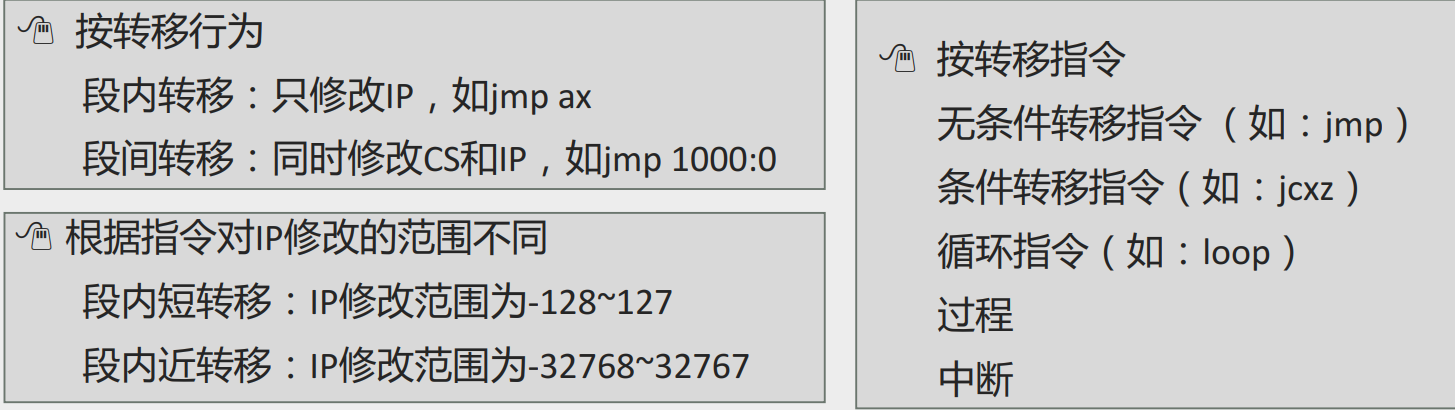 按转移行为
段内转移：只修改IP，如jmp ax
段间转移：同时修改CS和IP，如jmp 1000:0
根据指令对IP修改的范围不同
段内短转移：IP修改范围为-128~127
段内近转移：IP修改范围为-32768~32767
按转移指令
无条件转移指令（如：jmp）
条件转移指令（如：jcxz）
循环指令（如：loop）
过程
中断